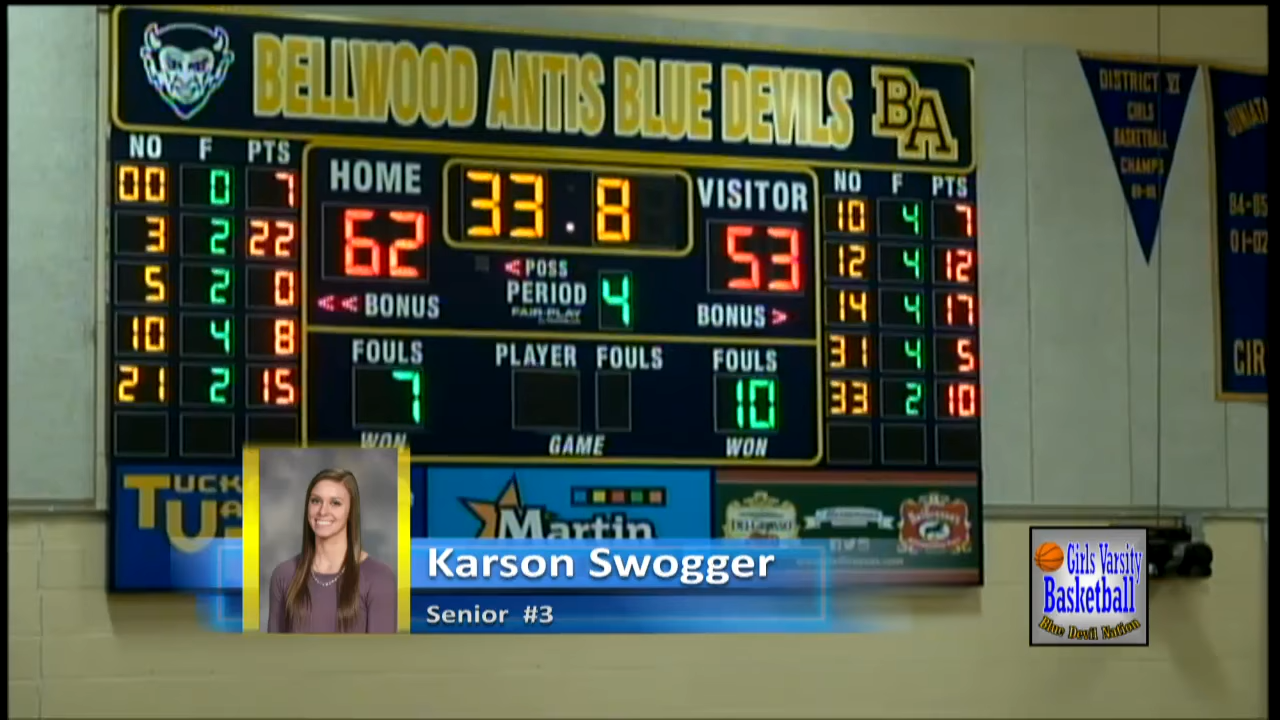 BELLWOOD ANTIS BLUE DEVILS BA
NO F PTS
00 0 7
3 2 22
5 2 0
10 4 8
21 2 15
HOME
62
<< BONUS
33.8
< POSS
PERIOD 4
FAIR-PLAY
VISITOR
53
BONUS >
FOULS
7
WON
PLAYER FOULS
GAME
FOULS
10
WON
NO F PTS
10 4 7
12 4 12
14 4 17
31 4 5
33 2 10
DISTRICT VI
GIRLS
BASKETBALL
CHAMPS
84-85
01-02
GIR
TUCK
Martin
Karson Swogger
Senior #3
Girls Varsity
Basketball
Blue Devil Nation